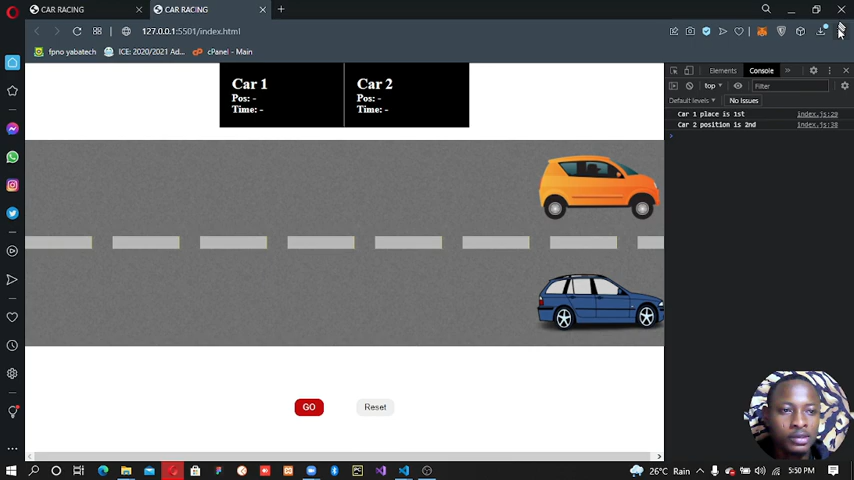 CAR RACING
CAR RACING
127.0.0.1:5501/index.html
fpno yabatech
ICE: 2020/2021 Ad...
cPanel - Main
Car 1
Pos: -
Time: -
Car 2
Pos: -
Time: -
GO
Reset
Elements
Console
top
Filter
Default levels
No Issues
Car 1 place is 1st
index.js:29
Car 2 position is 2nd
index.js:38
26°C Rain
5:50 PM